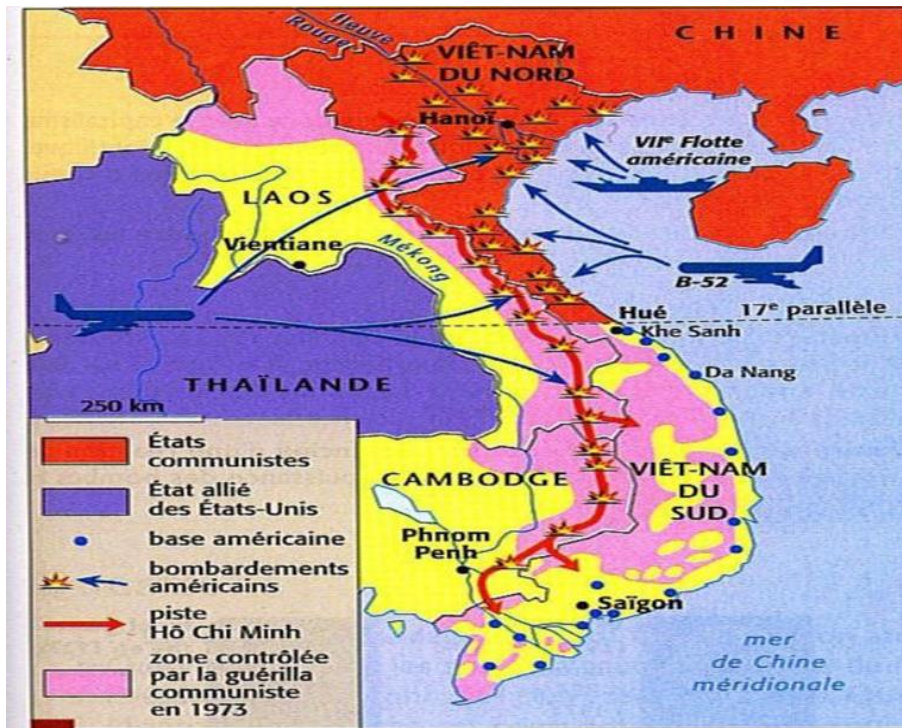 fleuve
Rouge
CHINE
VIÊT-NAM
DU NORD
Hanoï
VIIe Flotte
américaine
LAOS
Vientiane
Mékong
B-52
17e parallèle
Hué
Khe Sanh
Da Nang
THAÏLANDE
250 km
CAMBODGE
VIÊT-NAM
DU
SUD
Phnom
Penh
Saïgon
mer
de Chine
méridionale
États
communistes
État allié
des États-Unis
base américaine
bombardements
américains
piste
Hô Chi Minh
zone contrôlée
par la guérilla
communiste
en 1973